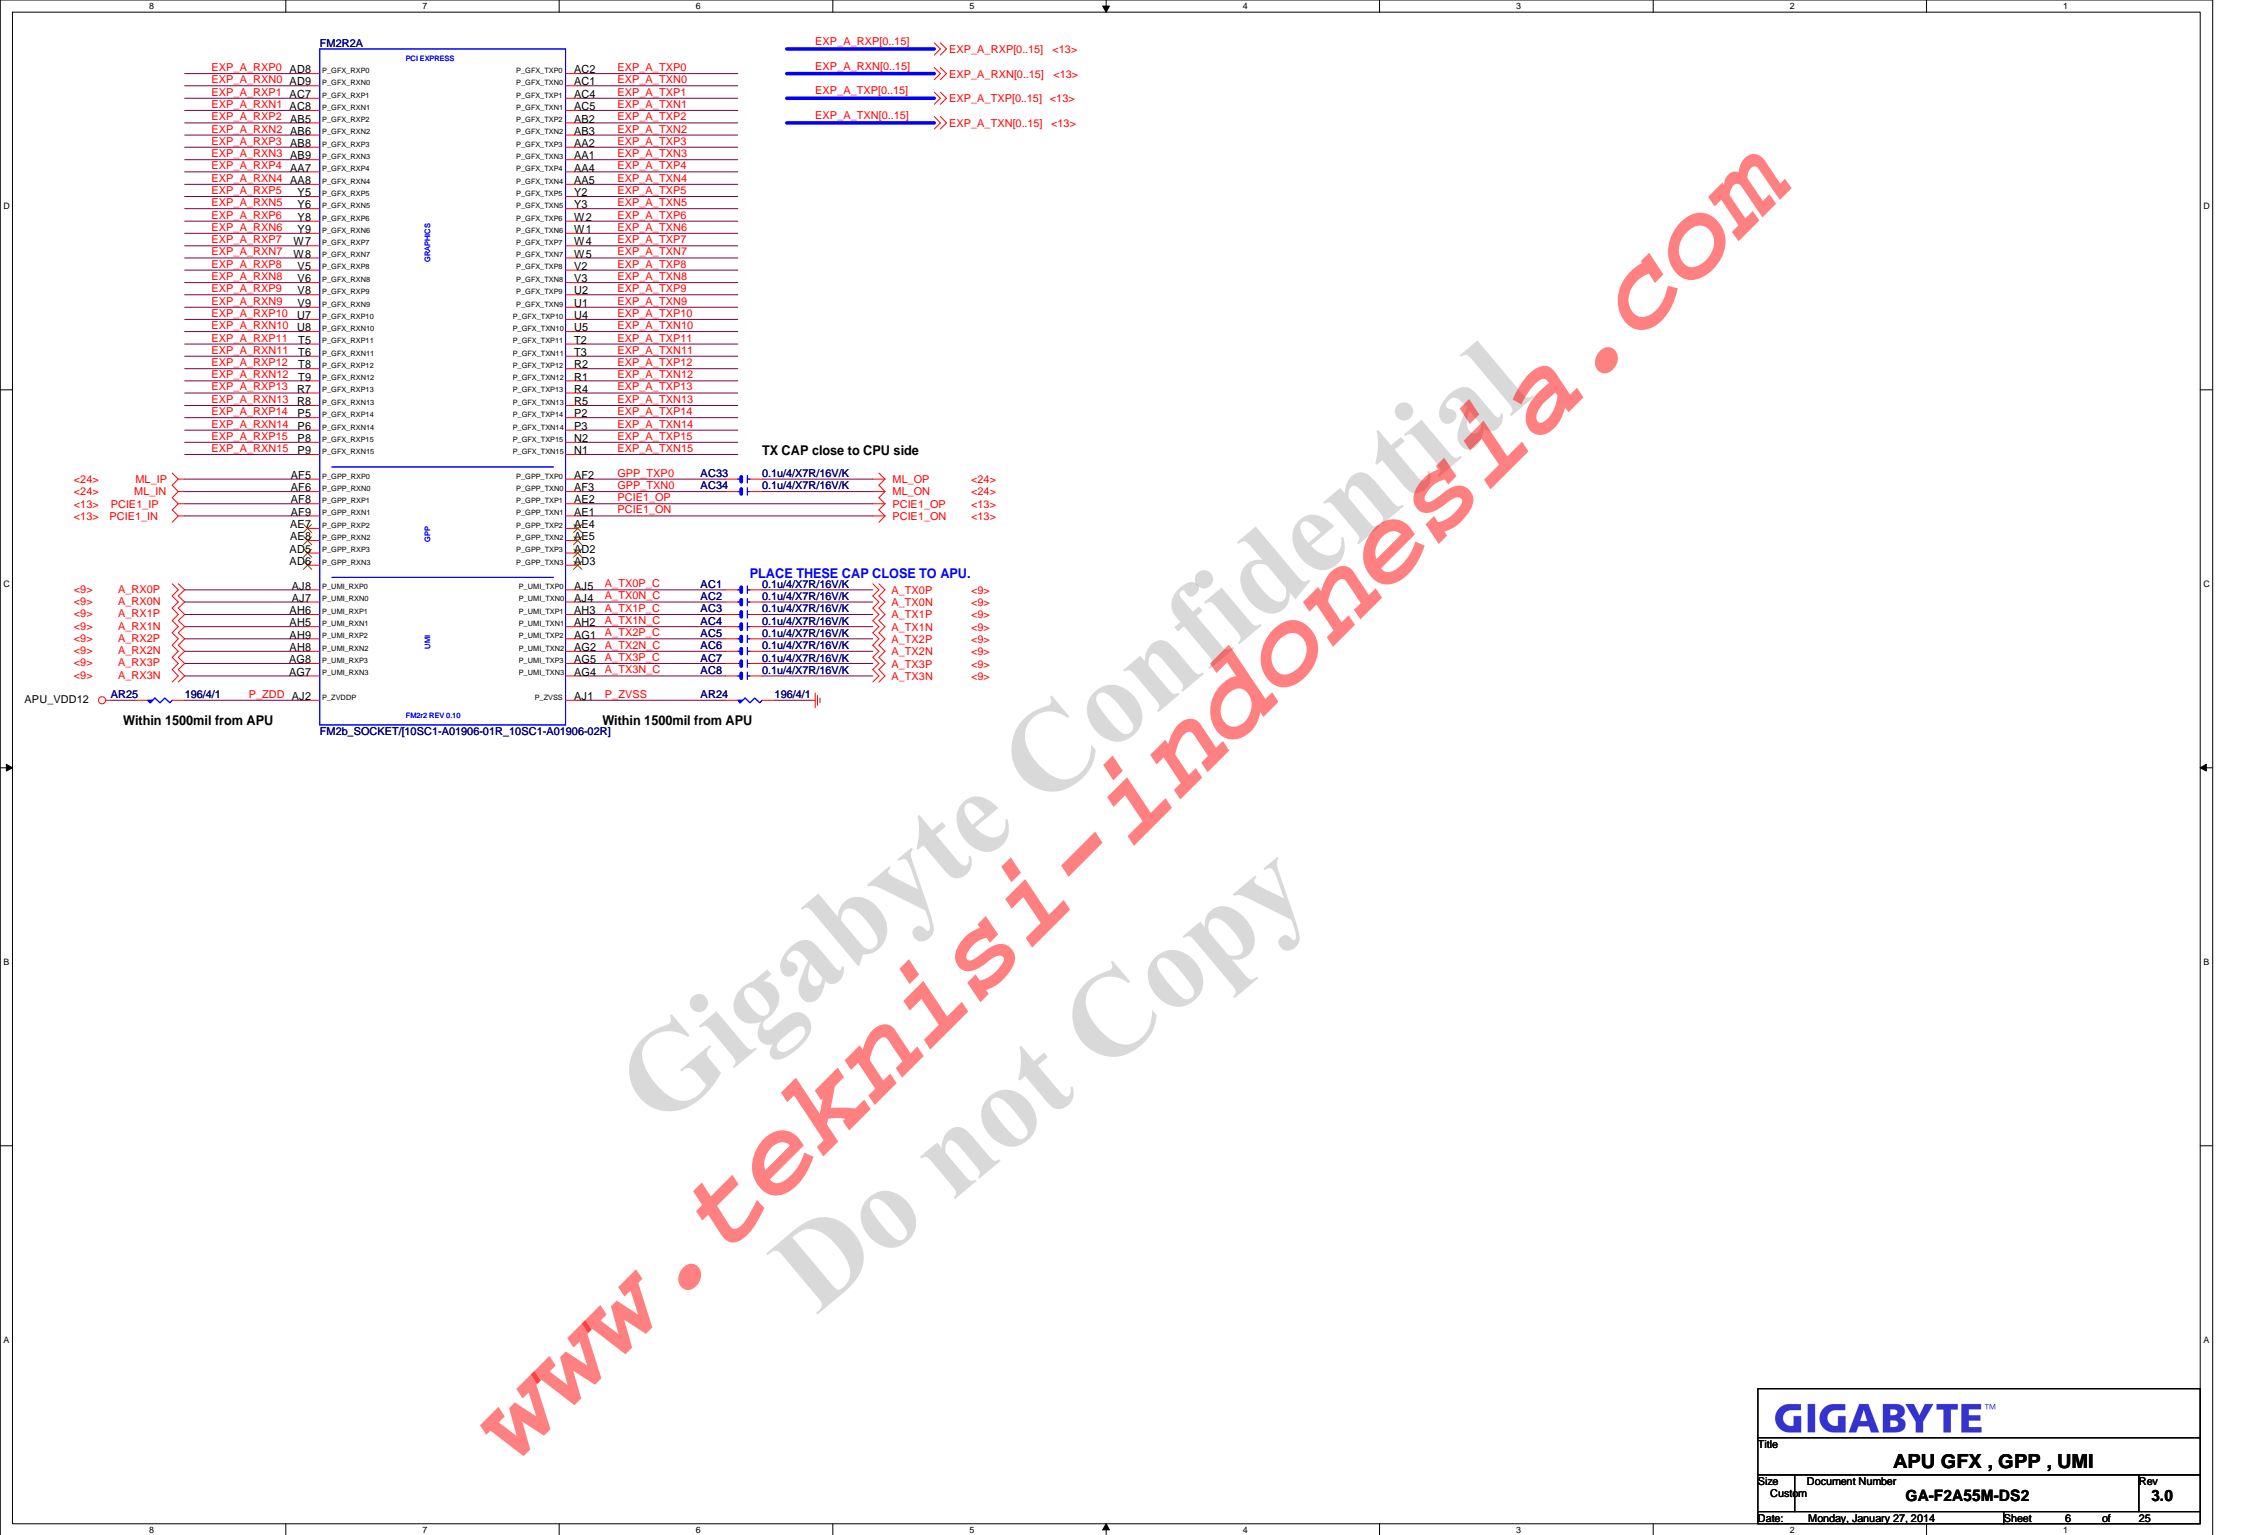 8 7 6 5 4 3 2 1
FM2R2A
PCI EXPRESS
EXP_A_RXP0 AD8 P_GFX_RXP0 P_GFX_TXP0 AC2 EXP_A_TXP0
EXP_A_RXN0 AD9 P_GFX_RXN0 P_GFX_TXN0 AC1 EXP_A_TXN0
EXP_A_RXP1 AC7 P_GFX_RXP1 P_GFX_TXP1 AC4 EXP_A_TXP1
EXP_A_RXN1 AC8 P_GFX_RXN1 P_GFX_TXN1 AC5 EXP_A_TXN1
EXP_A_RXP2 AB5 P_GFX_RXP2 P_GFX_TXP2 AB2 EXP_A_TXP2
EXP_A_RXN2 AB6 P_GFX_RXN2 P_GFX_TXN2 AB3 EXP_A_TXN2
EXP_A_RXP3 AB8 P_GFX_RXP3 P_GFX_TXP3 AA2 EXP_A_TXP3
EXP_A_RXN3 AB9 P_GFX_RXN3 P_GFX_TXN3 AA1 EXP_A_TXN3
EXP_A_RXP4 AA7 P_GFX_RXP4 P_GFX_TXP4 AA4 EXP_A_TXP4
EXP_A_RXN4 AA8 P_GFX_RXN4 P_GFX_TXN4 AA5 EXP_A_TXN4
EXP_A_RXP5 Y5 P_GFX_RXP5 P_GFX_TXP5 Y2 EXP_A_TXP5
EXP_A_RXN5 Y6 P_GFX_RXN5 P_GFX_TXN5 Y3 EXP_A_TXN5
EXP_A_RXP6 Y8 P_GFX_RXP6 P_GFX_TXP6 W2 EXP_A_TXP6
EXP_A_RXN6 Y9 P_GFX_RXN6 P_GFX_TXN6 W1 EXP_A_TXN6
EXP_A_RXP7 W7 P_GFX_RXP7 P_GFX_TXP7 W4 EXP_A_TXP7
EXP_A_RXN7 W8 P_GFX_RXN7 P_GFX_TXN7 W5 EXP_A_TXN7
EXP_A_RXP8 V5 P_GFX_RXP8 P_GFX_TXP8 V2 EXP_A_TXP8
EXP_A_RXN8 V6 P_GFX_RXN8 P_GFX_TXN8 V3 EXP_A_TXN8
EXP_A_RXP9 V8 P_GFX_RXP9 P_GFX_TXP9 U2 EXP_A_TXP9
EXP_A_RXN9 V9 P_GFX_RXN9 P_GFX_TXN9 U1 EXP_A_TXN9
EXP_A_RXP10 U7 P_GFX_RXP10 P_GFX_TXP10 U4 EXP_A_TXP10
EXP_A_RXN10 U8 P_GFX_RXN10 P_GFX_TXN10 U5 EXP_A_TXN10
EXP_A_RXP11 T5 P_GFX_RXP11 P_GFX_TXP11 T2 EXP_A_TXP11
EXP_A_RXN11 T6 P_GFX_RXN11 P_GFX_TXN11 T3 EXP_A_TXN11
EXP_A_RXP12 T8 P_GFX_RXP12 P_GFX_TXP12 R2 EXP_A_TXP12
EXP_A_RXN12 T9 P_GFX_RXN12 P_GFX_TXN12 R1 EXP_A_TXN12
EXP_A_RXP13 R7 P_GFX_RXP13 P_GFX_TXP13 R4 EXP_A_TXP13
EXP_A_RXN13 R8 P_GFX_RXN13 P_GFX_TXN13 R5 EXP_A_TXN13
EXP_A_RXP14 P5 P_GFX_RXP14 P_GFX_TXP14 P2 EXP_A_TXP14
EXP_A_RXN14 P6 P_GFX_RXN14 P_GFX_TXN14 P3 EXP_A_TXN14
EXP_A_RXP15 P8 P_GFX_RXP15 P_GFX_TXP15 N2 EXP_A_TXP15
EXP_A_RXN15 P9 P_GFX_RXN15 P_GFX_TXN15 N1 EXP_A_TXN15
GRAPHICS
EXP_A_RXP[0..15] EXP_A_RXP[0..15] <13>
EXP_A_RXN[0..15] EXP_A_RXN[0..15] <13>
EXP_A_TXP[0..15] EXP_A_TXP[0..15] <13>
EXP_A_TXN[0..15] EXP_A_TXN[0..15] <13>
TX CAP close to CPU side
<24> ML_IP AF5 P_GPP_RXP0 P_GPP_TXP0 AF2 GPP_TXP0 AC33 0.1u/4/X7R/16V/K ML_OP <24>
<24> ML_IN AF6 P_GPP_RXN0 P_GPP_TXN0 AF3 GPP_TXN0 AC34 0.1u/4/X7R/16V/K ML_ON <24>
<13> PCIE1_IP AF8 P_GPP_RXP1 P_GPP_TXP1 AE2 PCIE1_OP PCIE1_OP <13>
<13> PCIE1_IN AF9 P_GPP_RXN1 P_GPP_TXN1 AE1 PCIE1_ON PCIE1_ON <13>
AE7 P_GPP_RXP2 P_GPP_TXP2 AE4
AE8 P_GPP_RXN2 P_GPP_TXN2 AE5
AD5 P_GPP_RXP3 P_GPP_TXP3 AD2
AD6 P_GPP_RXN3 P_GPP_TXN3 AD3
GPP
PLACE THESE CAP CLOSE TO APU.
<9> A_RX0P AJ8 P_UMI_RXP0 P_UMI_TXP0 AJ5 A_TX0P_C AC1 0.1u/4/X7R/16V/K A_TX0P <9>
<9> A_RX0N AJ7 P_UMI_RXN0 P_UMI_TXN0 AJ4 A_TX0N_C AC2 0.1u/4/X7R/16V/K A_TX0N <9>
<9> A_RX1P AH6 P_UMI_RXP1 P_UMI_TXP1 AH3 A_TX1P_C AC3 0.1u/4/X7R/16V/K A_TX1P <9>
<9> A_RX1N AH5 P_UMI_RXN1 P_UMI_TXN1 AH2 A_TX1N_C AC4 0.1u/4/X7R/16V/K A_TX1N <9>
<9> A_RX2P AH9 P_UMI_RXP2 P_UMI_TXP2 AG1 A_TX2P_C AC5 0.1u/4/X7R/16V/K A_TX2P <9>
<9> A_RX2N AH8 P_UMI_RXN2 P_UMI_TXN2 AG2 A_TX2N_C AC6 0.1u/4/X7R/16V/K A_TX2N <9>
<9> A_RX3P AG8 P_UMI_RXP3 P_UMI_TXP3 AG5 A_TX3P_C AC7 0.1u/4/X7R/16V/K A_TX3P <9>
<9> A_RX3N AG7 P_UMI_RXN3 P_UMI_TXN3 AG4 A_TX3N_C AC8 0.1u/4/X7R/16V/K A_TX3N <9>
UMI
APU_VDD12 AR25 196/4/1 P_ZDD AJ2 P_ZVDDP P_ZVSS AJ1 P_ZVSS AR24 196/4/1
Within 1500mil from APU FM2r2 REV 0.10 Within 1500mil from APU
FM2b_SOCKET/[10SC1-A01906-01R_10SC1-A01906-02R]
D D
C C
B B
A A
Gigabyte Confidential
Do not Copy
www.teknisi-indonesia.com
GIGABYTE™
Title
APU GFX , GPP , UMI
Size Document Number Rev
Custom GA-F2A55M-DS2 3.0
Date: Monday, January 27, 2014 Sheet 6 of 25
8 7 6 5 4 3 2 1